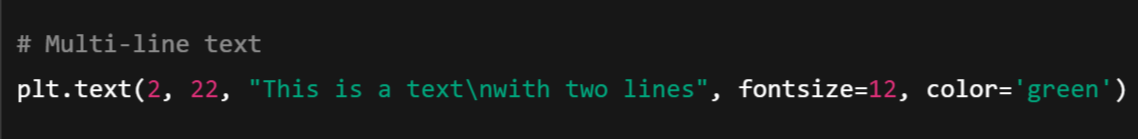 # Multi-line text
plt.text(2, 22, "This is a text\nwith two lines", fontsize=12, color='green')